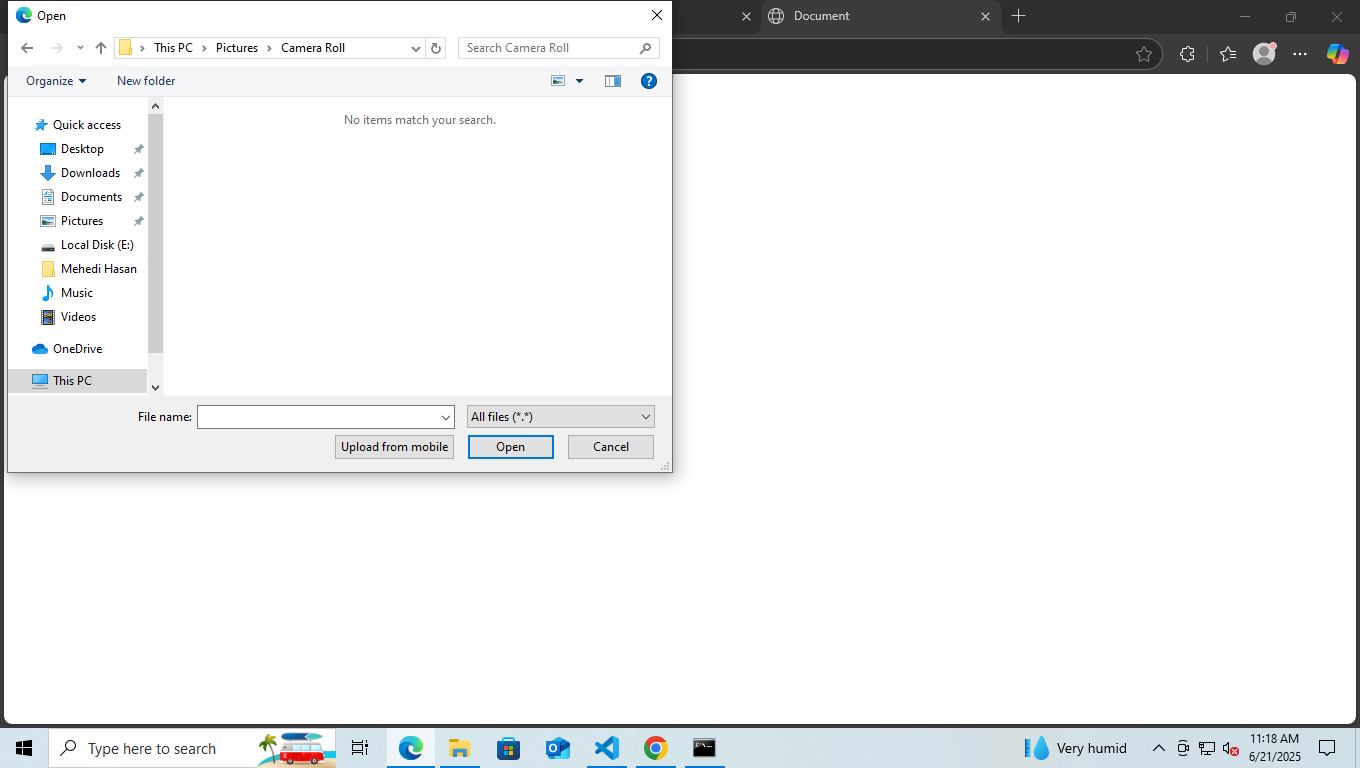 Open
Document
This PC
Pictures
Camera Roll
Search Camera Roll
Organize
New folder
?
No items match your search.
Quick access
Desktop
Downloads
Documents
Pictures
Local Disk (E:)
Mehedi Hasan
Music
Videos
OneDrive
This PC
File name:
All files (*.*)
Upload from mobile
Open
Cancel
Type here to search
Very humid
11:18 AM
6/21/2025